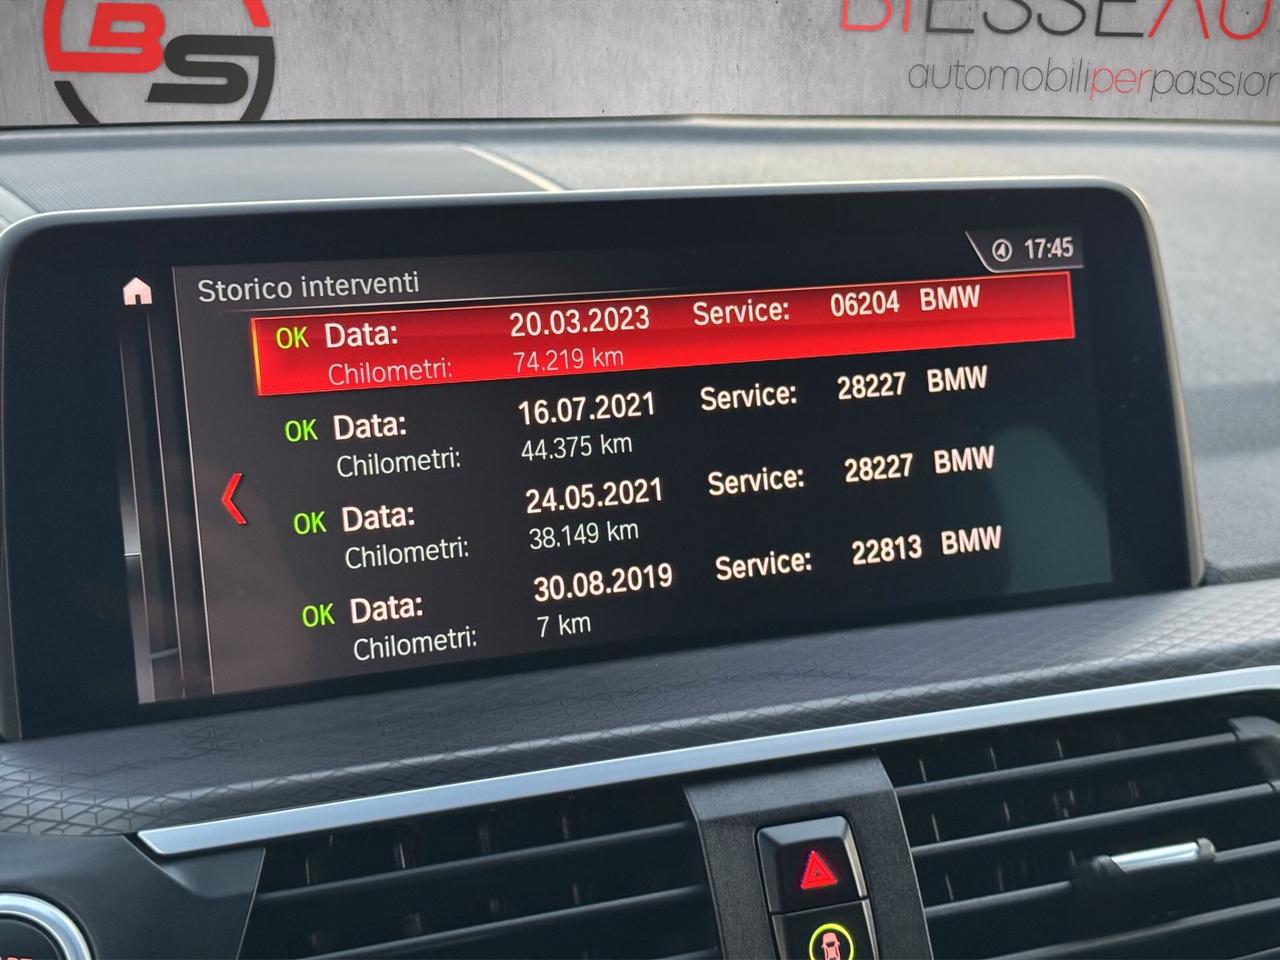 BS
automobiliperpassion
17:45
Storico interventi
OK Data: 20.03.2023 Service: 06204 BMW
Chilometri: 74.219 km
OK Data: 16.07.2021 Service: 28227 BMW
Chilometri: 44.375 km
OK Data: 24.05.2021 Service: 28227 BMW
Chilometri: 38.149 km
OK Data: 30.08.2019 Service: 22813 BMW
Chilometri: 7 km